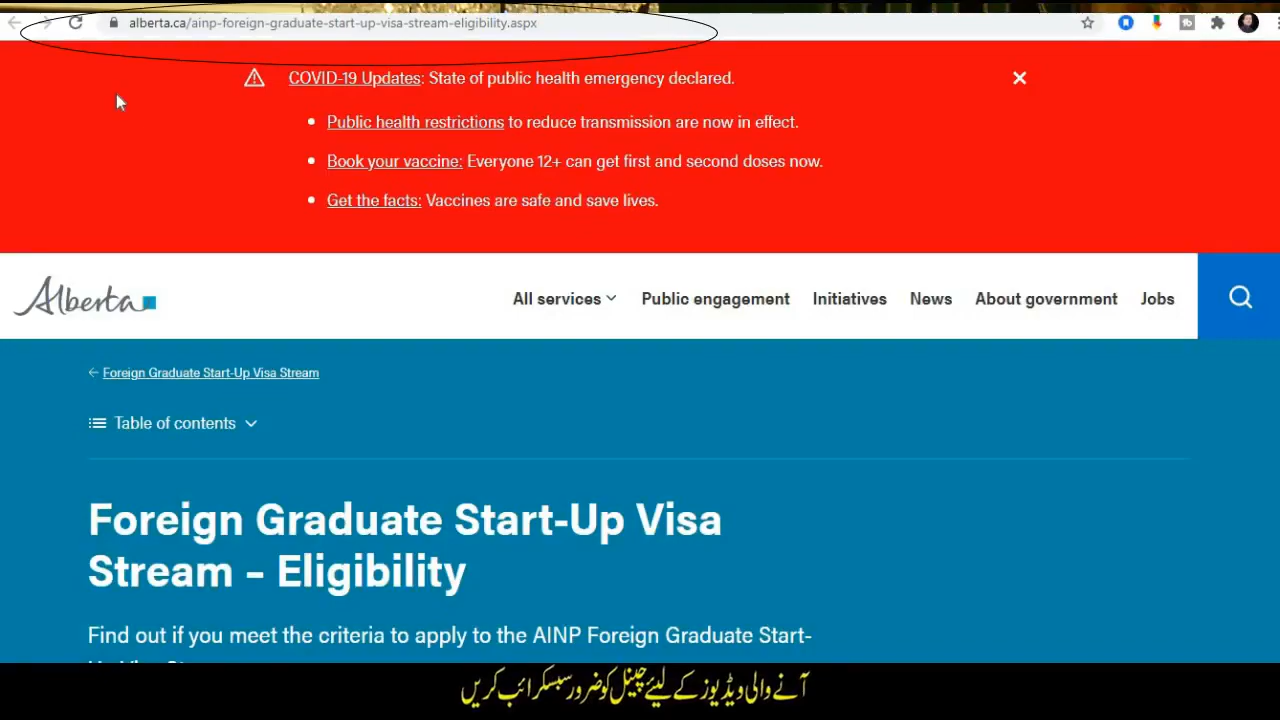 alberta.ca/ainp-foreign-graduate-start-up-visa-stream-eligibility.aspx
COVID-19 Updates: State of public health emergency declared.
Public health restrictions to reduce transmission are now in effect.
Book your vaccine: Everyone 12+ can get first and second doses now.
Get the facts: Vaccines are safe and save lives.
Alberta
All services Public engagement Initiatives News About government Jobs
Foreign Graduate Start-Up Visa Stream
Table of contents
Foreign Graduate Start-Up Visa
Stream – Eligibility
Find out if you meet the criteria to apply to the AINP Foreign Graduate Start-
آنے والی ویڈیوز کے لیئے چینل کو ضرور سبسکرائب کریں